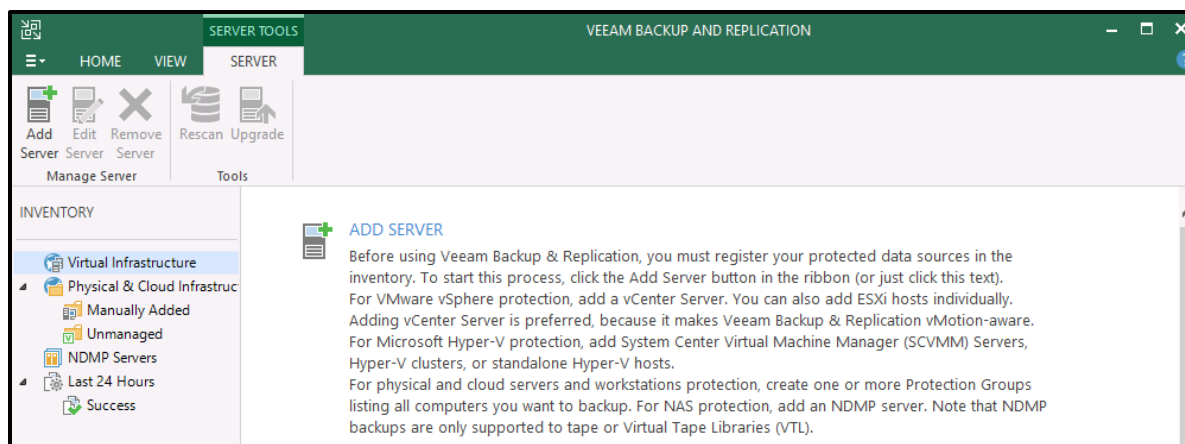 SERVER TOOLS
VEEAM BACKUP AND REPLICATION
HOME VIEW SERVER
Add Server
Edit Server
Remove Server
Rescan
Upgrade
Manage Server
Tools
INVENTORY
Virtual Infrastructure
Physical & Cloud Infrastruc
Manually Added
Unmanaged
NDMP Servers
Last 24 Hours
Success
ADD SERVER
Before using Veeam Backup & Replication, you must register your protected data sources in the
inventory. To start this process, click the Add Server button in the ribbon (or just click this text).
For VMware vSphere protection, add a vCenter Server. You can also add ESXi hosts individually.
Adding vCenter Server is preferred, because it makes Veeam Backup & Replication vMotion-aware.
For Microsoft Hyper-V protection, add System Center Virtual Machine Manager (SCVMM) Servers,
Hyper-V clusters, or standalone Hyper-V hosts.
For physical and cloud servers and workstations protection, create one or more Protection Groups
listing all computers you want to backup. For NAS protection, add an NDMP server. Note that NDMP
backups are only supported to tape or Virtual Tape Libraries (VTL).